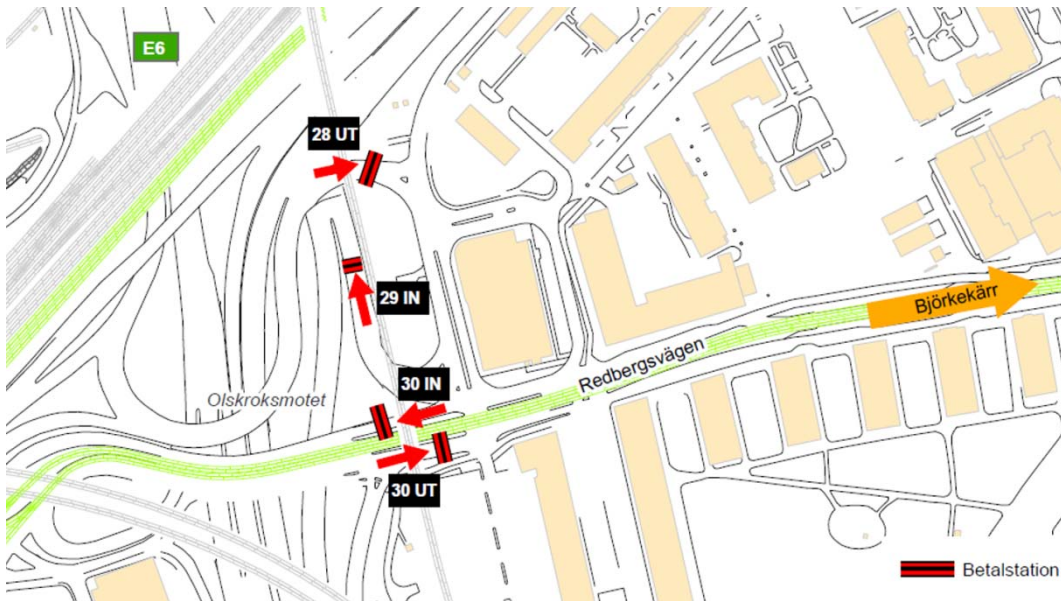 E6
28 UT
29 IN
Björkekärr
30 IN
Redbergsvägen
Olskroksmotet
30 UT
Betalstation